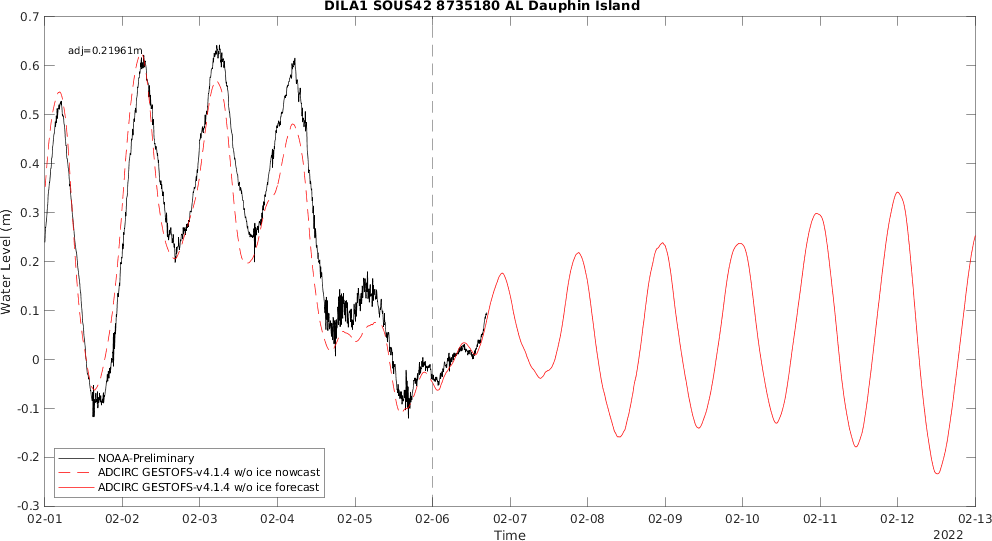 DILA1 SOUS42 8735180 AL Dauphin Island
adj=0.21961m
Water Level (m)
0.7
0.6
0.5
0.4
0.3
0.2
0.1
0
-0.1
-0.2
-0.3
NOAA-Preliminary
ADCIRC GESTOFS-v4.1.4 w/o ice nowcast
ADCIRC GESTOFS-v4.1.4 w/o ice forecast
02-01 02-02 02-03 02-04 02-05 02-06 02-07 02-08 02-09 02-10 02-11 02-12 02-13
Time
2022